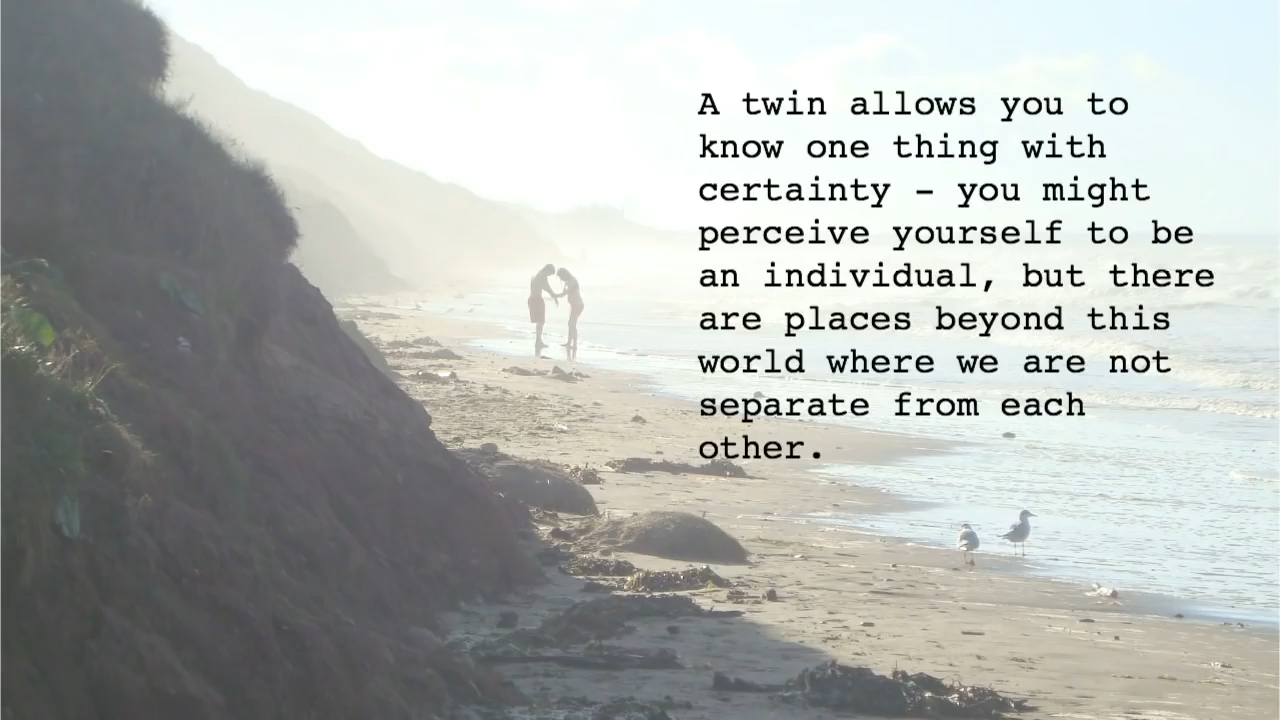 A twin allows you to
know one thing with
certainty – you might
perceive yourself to be
an individual, but there
are places beyond this
world where we are not
separate from each
other.